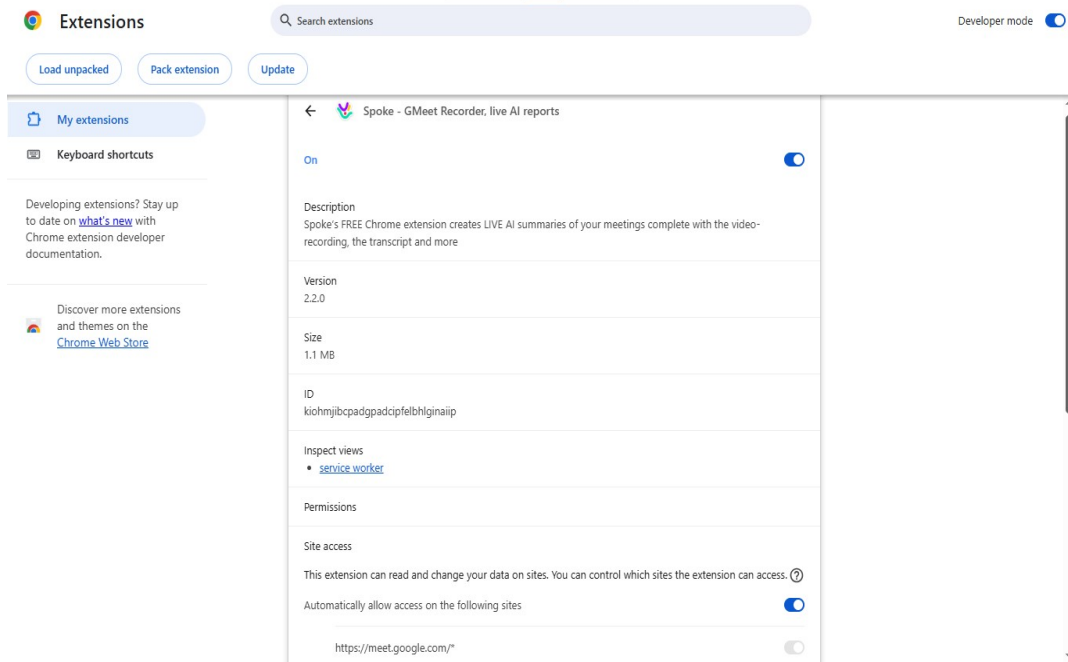 Extensions
Search extensions
Developer mode
Load unpacked
Pack extension
Update
My extensions
Keyboard shortcuts
Developing extensions? Stay up
to date on what's new with
Chrome extension developer
documentation.
Discover more extensions
and themes on the
Chrome Web Store
Spoke - GMeet Recorder, live AI reports
On
Description
Spoke's FREE Chrome extension creates LIVE AI summaries of your meetings complete with the video-
recording, the transcript and more
Version
2.2.0
Size
1.1 MB
ID
kiohmjibcpadgpadcipfelbhlginaiip
Inspect views
• service worker
Permissions
Site access
This extension can read and change your data on sites. You can control which sites the extension can access.
Automatically allow access on the following sites
https://meet.google.com/*